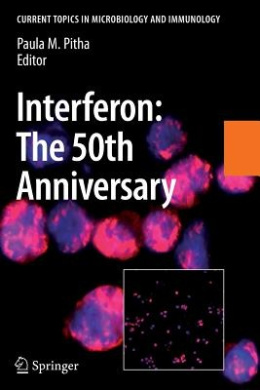 CURRENT TOPICS IN MICROBIOLOGY AND IMMUNOLOGY
Paula M. Pitha
Editor
Interferon:
The 50th
Anniversary
Springer